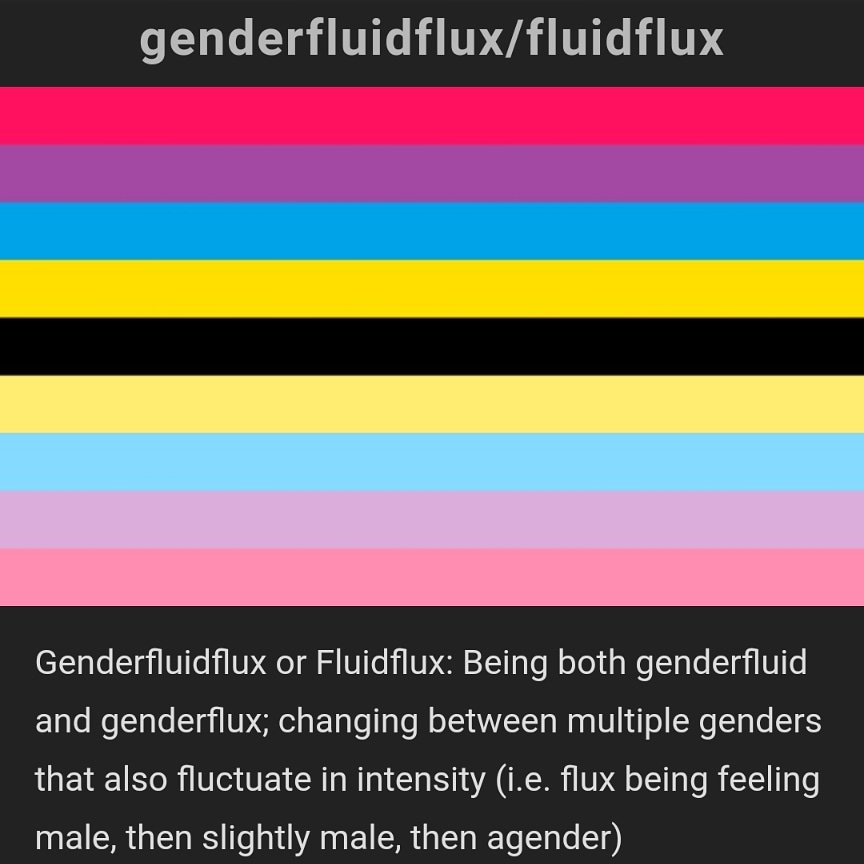 genderfluidflux/fluidflux
Genderfluidflux or Fluidflux: Being both genderfluid
and genderflux; changing between multiple genders
that also fluctuate in intensity (i.e. flux being feeling
male, then slightly male, then agender)